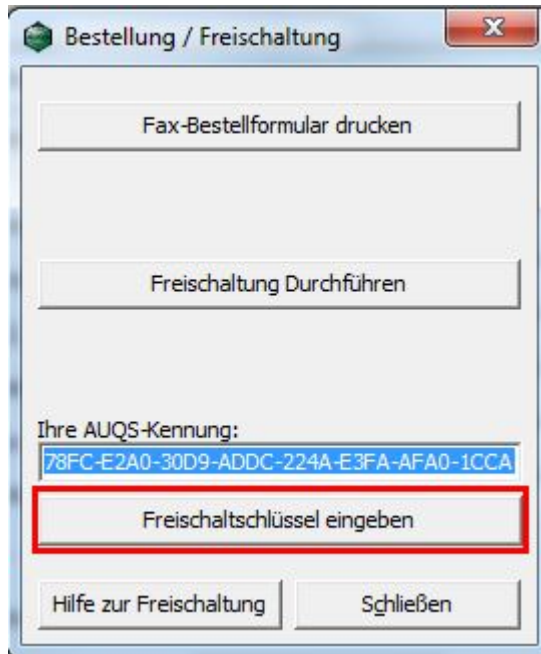 Bestellung / Freischaltung
Fax-Bestellformular drucken
Freischaltung Durchführen
Ihre AUQS-Kennung:
78FC-E2A0-30D9-ADDC-224A-E3FA-AFA0-1CCA
Freischaltschlüssel eingeben
Hilfe zur Freischaltung
Schließen